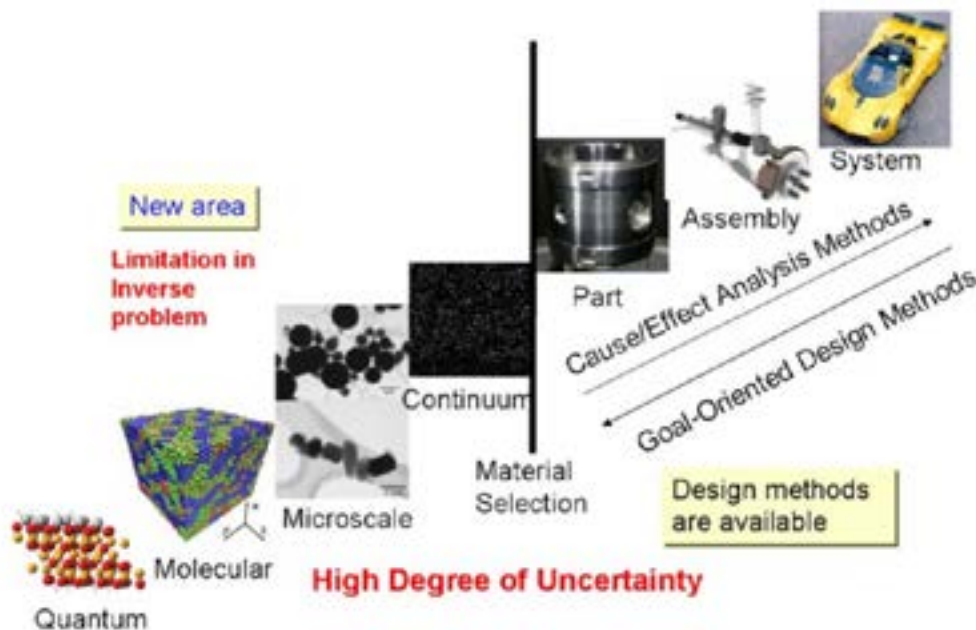 System
Assembly
New area
Limitation in
Inverse
problem
Part
Cause/Effect Analysis Methods
Goal-Oriented Design Methods
Continuum
Material
Selection
Design methods
are available
Microscale
Molecular
High Degree of Uncertainty
Quantum